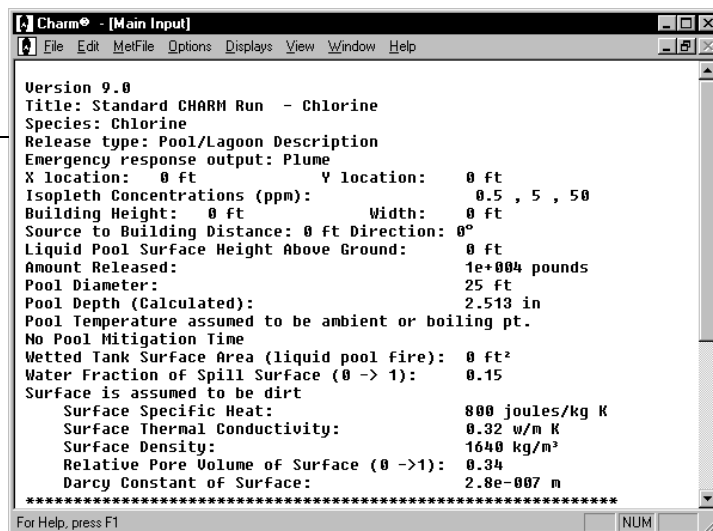 Charm® - [Main Input]
File Edit MetFile Options Displays View Window Help
Version 9.0
Title: Standard CHARM Run - Chlorine
Species: Chlorine
Release type: Pool/Lagoon Description
Emergency response output: Plume
X location: 0 ft Y location: 0 ft
Isopleth Concentrations (ppm): 0.5 , 5 , 50
Building Height: 0 ft Width: 0 ft
Source to Building Distance: 0 ft Direction: 0°
Liquid Pool Surface Height Above Ground: 0 ft
Amount Released: 1e+004 pounds
Pool Diameter: 25 ft
Pool Depth (Calculated): 2.513 in
Pool Temperature assumed to be ambient or boiling pt.
No Pool Mitigation Time
Wetted Tank Surface Area (liquid pool fire): 0 ft²
Water Fraction of Spill Surface (0 -> 1): 0.15
Surface is assumed to be dirt
Surface Specific Heat: 800 joules/kg K
Surface Thermal Conductivity: 0.32 w/m K
Surface Density: 1640 kg/m³
Relative Pore Volume of Surface (0 ->1): 0.34
Darcy Constant of Surface: 2.8e-007 m
**************************************************************
For Help, press F1 NUM